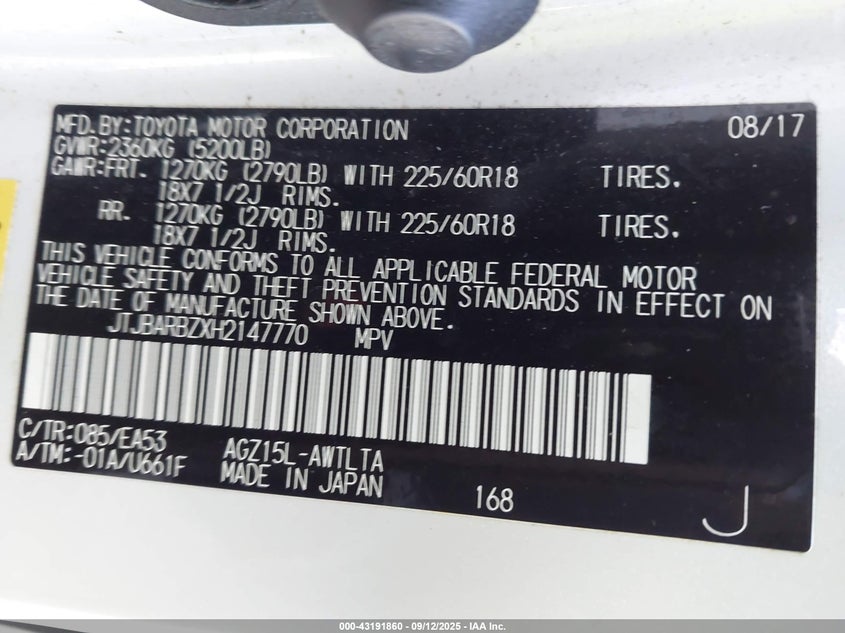 MFD.BY:TOYOTA MOTOR CORPORATION 08/17
GVWR:2360KG (5200LB)
GAWR:FRT. 1270KG (2790LB) WITH 225/60R18 TIRES.
18X7 1/2J RIMS.
RR. 1270KG (2790LB) WITH 225/60R18 TIRES.
18X7 1/2J RIMS.
THIS VEHICLE CONFORMS TO ALL APPLICABLE FEDERAL MOTOR
VEHICLE SAFETY AND THEFT PREVENTION STANDARDS IN EFFECT ON
THE DATE OF MANUFACTURE SHOWN ABOVE.
JTJBARBZXH2147770 MPV
C/TR:085/EA53 AGZ15L-AWTLTA
A/TM:-01A/U661F MADE IN JAPAN 168 J
000-43191860 - 09/12/2025 - IAA Inc.